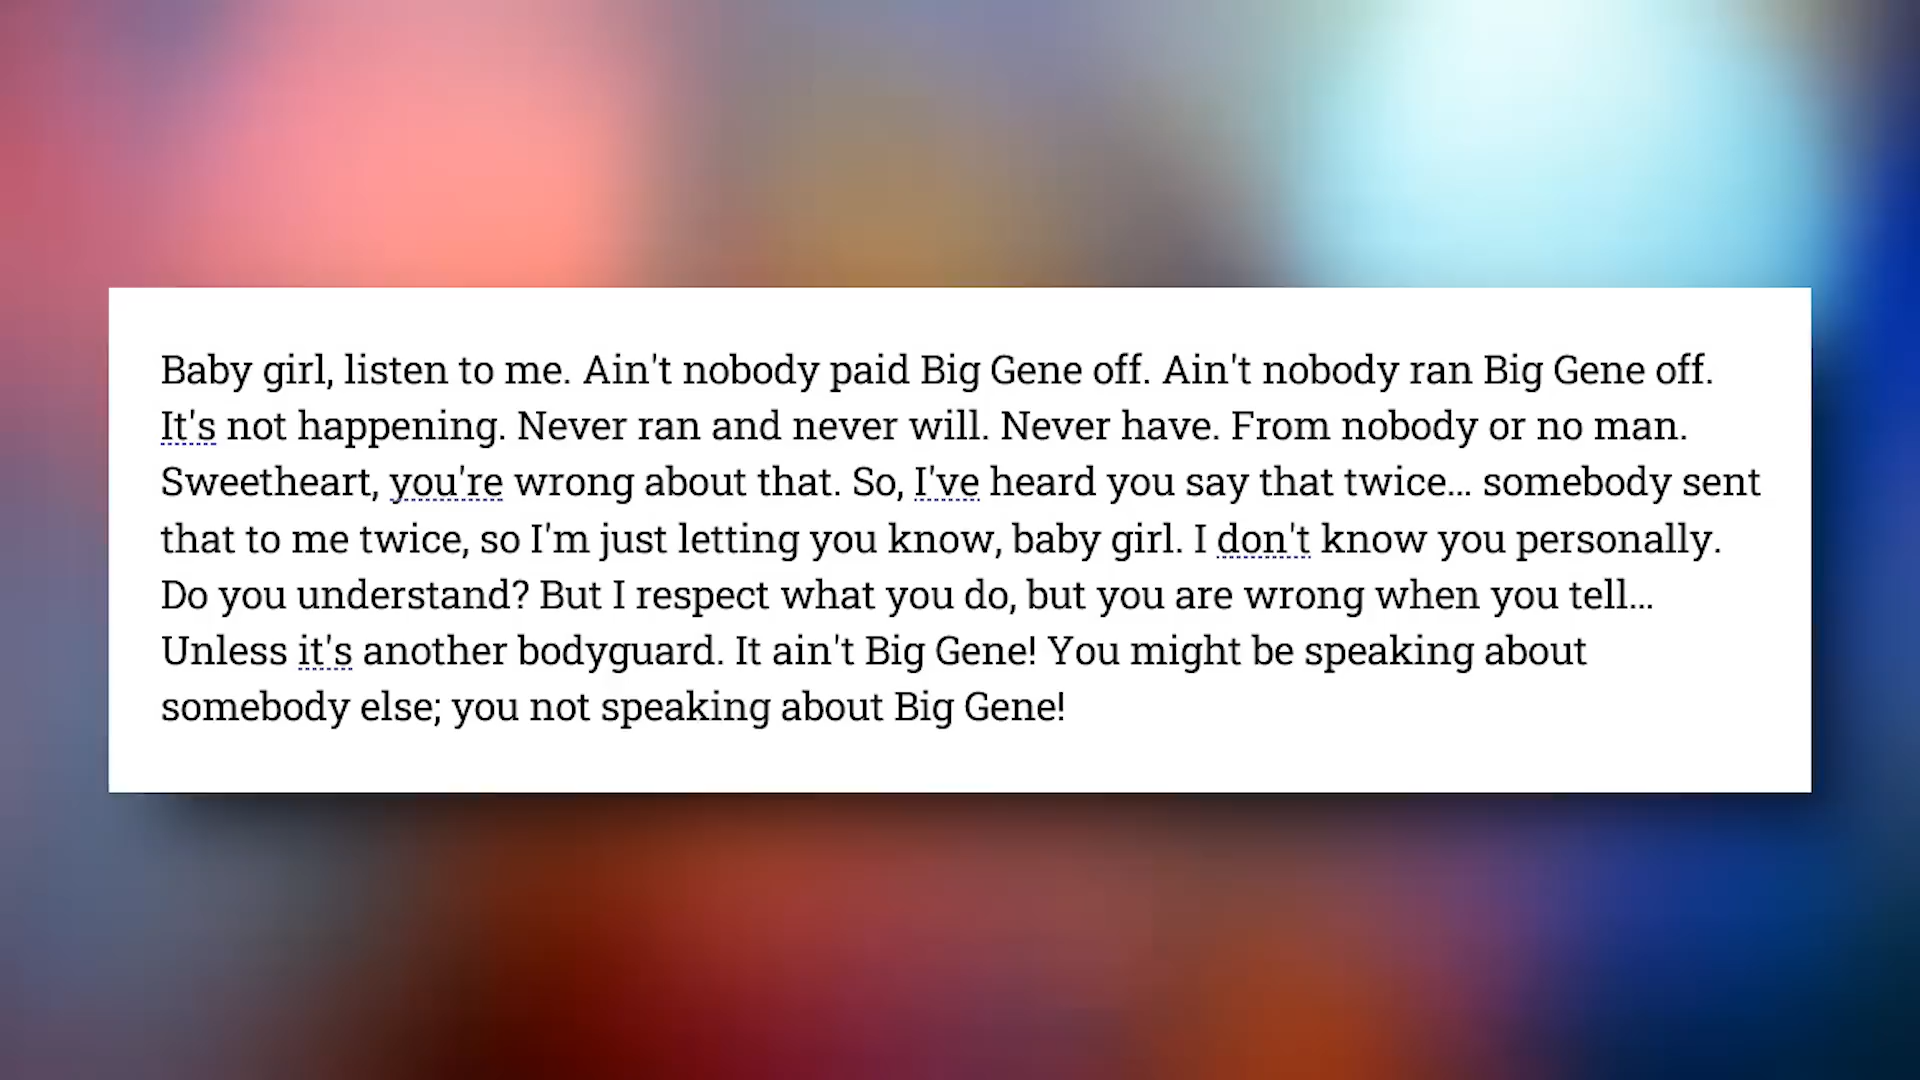 Baby girl, listen to me. Ain't nobody paid Big Gene off. Ain't nobody ran Big Gene off.
It's not happening. Never ran and never will. Never have. From nobody or no man.
Sweetheart, you're wrong about that. So, I've heard you say that twice... somebody sent
that to me twice, so I'm just letting you know, baby girl. I don't know you personally.
Do you understand? But I respect what you do, but you are wrong when you tell...
Unless it's another bodyguard. It ain't Big Gene! You might be speaking about
somebody else; you not speaking about Big Gene!